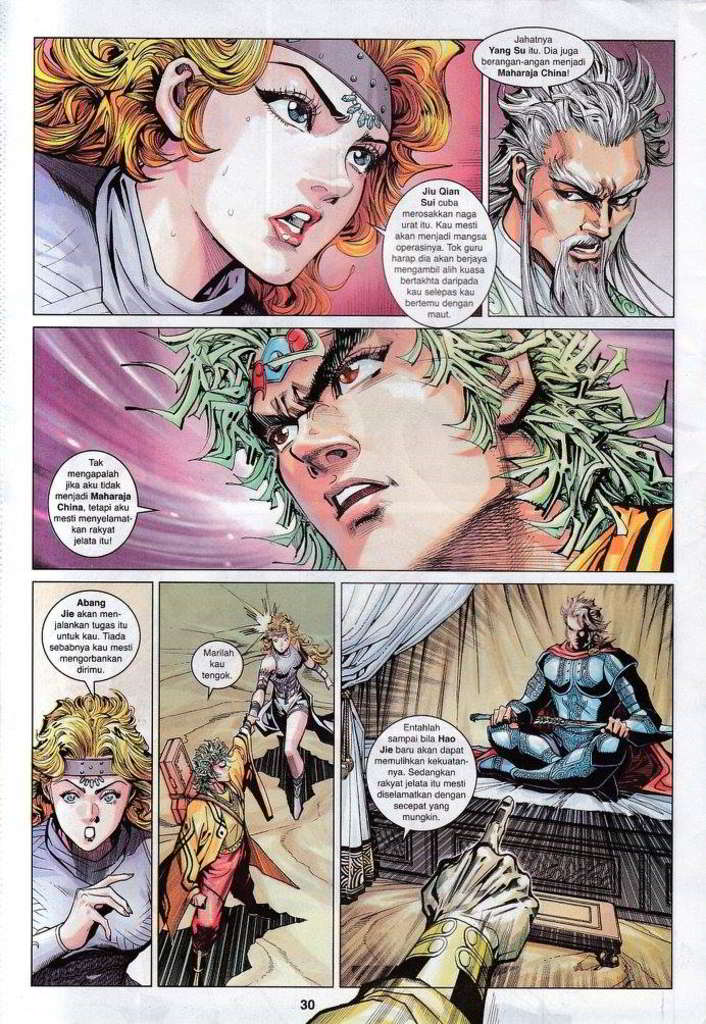 Jahatnya
Yang Su itu. Dia juga
berangan-angan menjadi
Maharaja China!
Jiu Qian
Sui cuba
merosakkan naga
urat itu. Kau mesti
akan menjadi mangsa
operasinya. Tok guru
harap dia akan berjaya
mengambil alih kuasa
bertakhta daripada
kau selepas kau
bertemu dengan
maut.
Tak
mengapalah
jika aku tidak
menjadi Maharaja
China, tetapi aku
mesti menyelamat-
kan rakyat
jelata itu!
Abang
Jie akan men-
jalankan tugas itu
untuk kau. Tiada
sebabnya kau mesti
mengorbankan
dirimu.
Marilah
kau
tengok.
Entahlah
sampai bila Hao
Jie baru akan dapat
memulihkan kekuatan-
nya. Sedangkan
rakyat jelata itu mesti
diselamatkan dengan
secepat yang
mungkin.
30